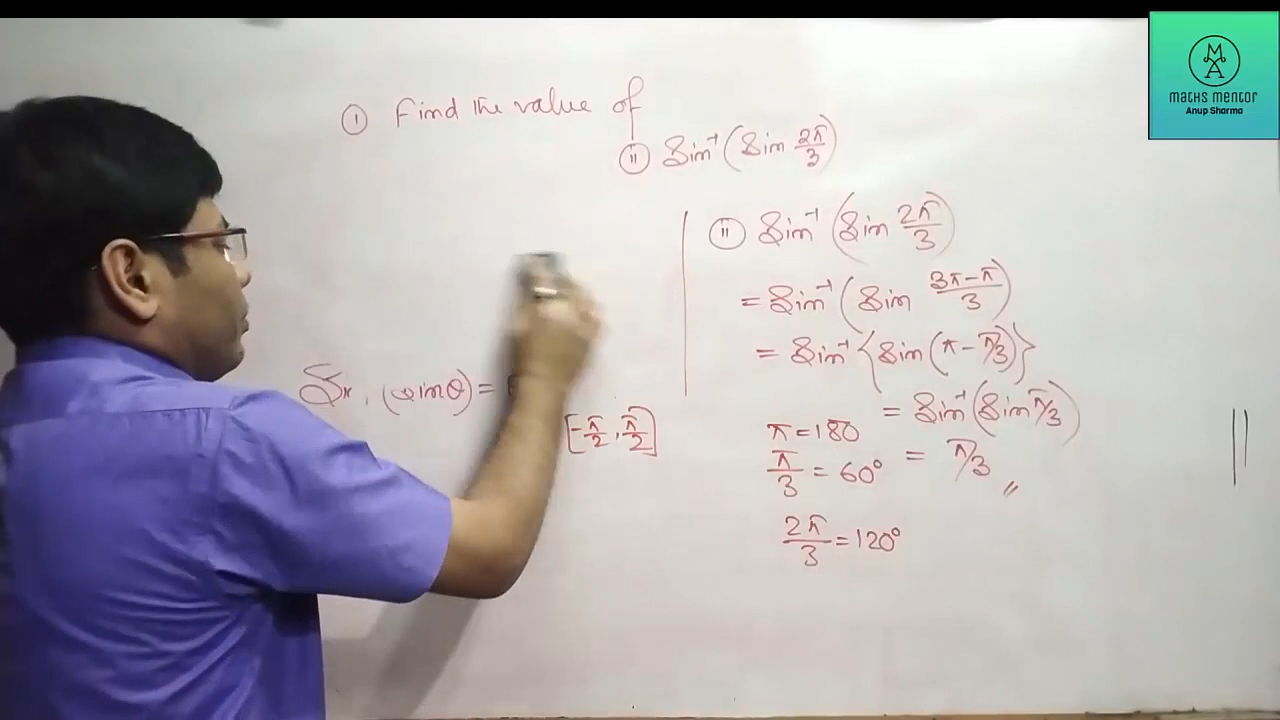 ① Find the value of
ⅱ Sin⁻¹(Sin 2π/3)
(sinθ) =
[-π/2, π/2]
ⅱ Sin⁻¹(Sin 2π/3)
= Sin⁻¹(Sin 3π-π/3)
= Sin⁻¹{Sin(π-π/3)}
= Sin⁻¹(Sin π/3)
= π/3 〃
π=180
π/3 = 60°
2π/3 = 120°
MA
MATHS MENTOR
Anup Sharma